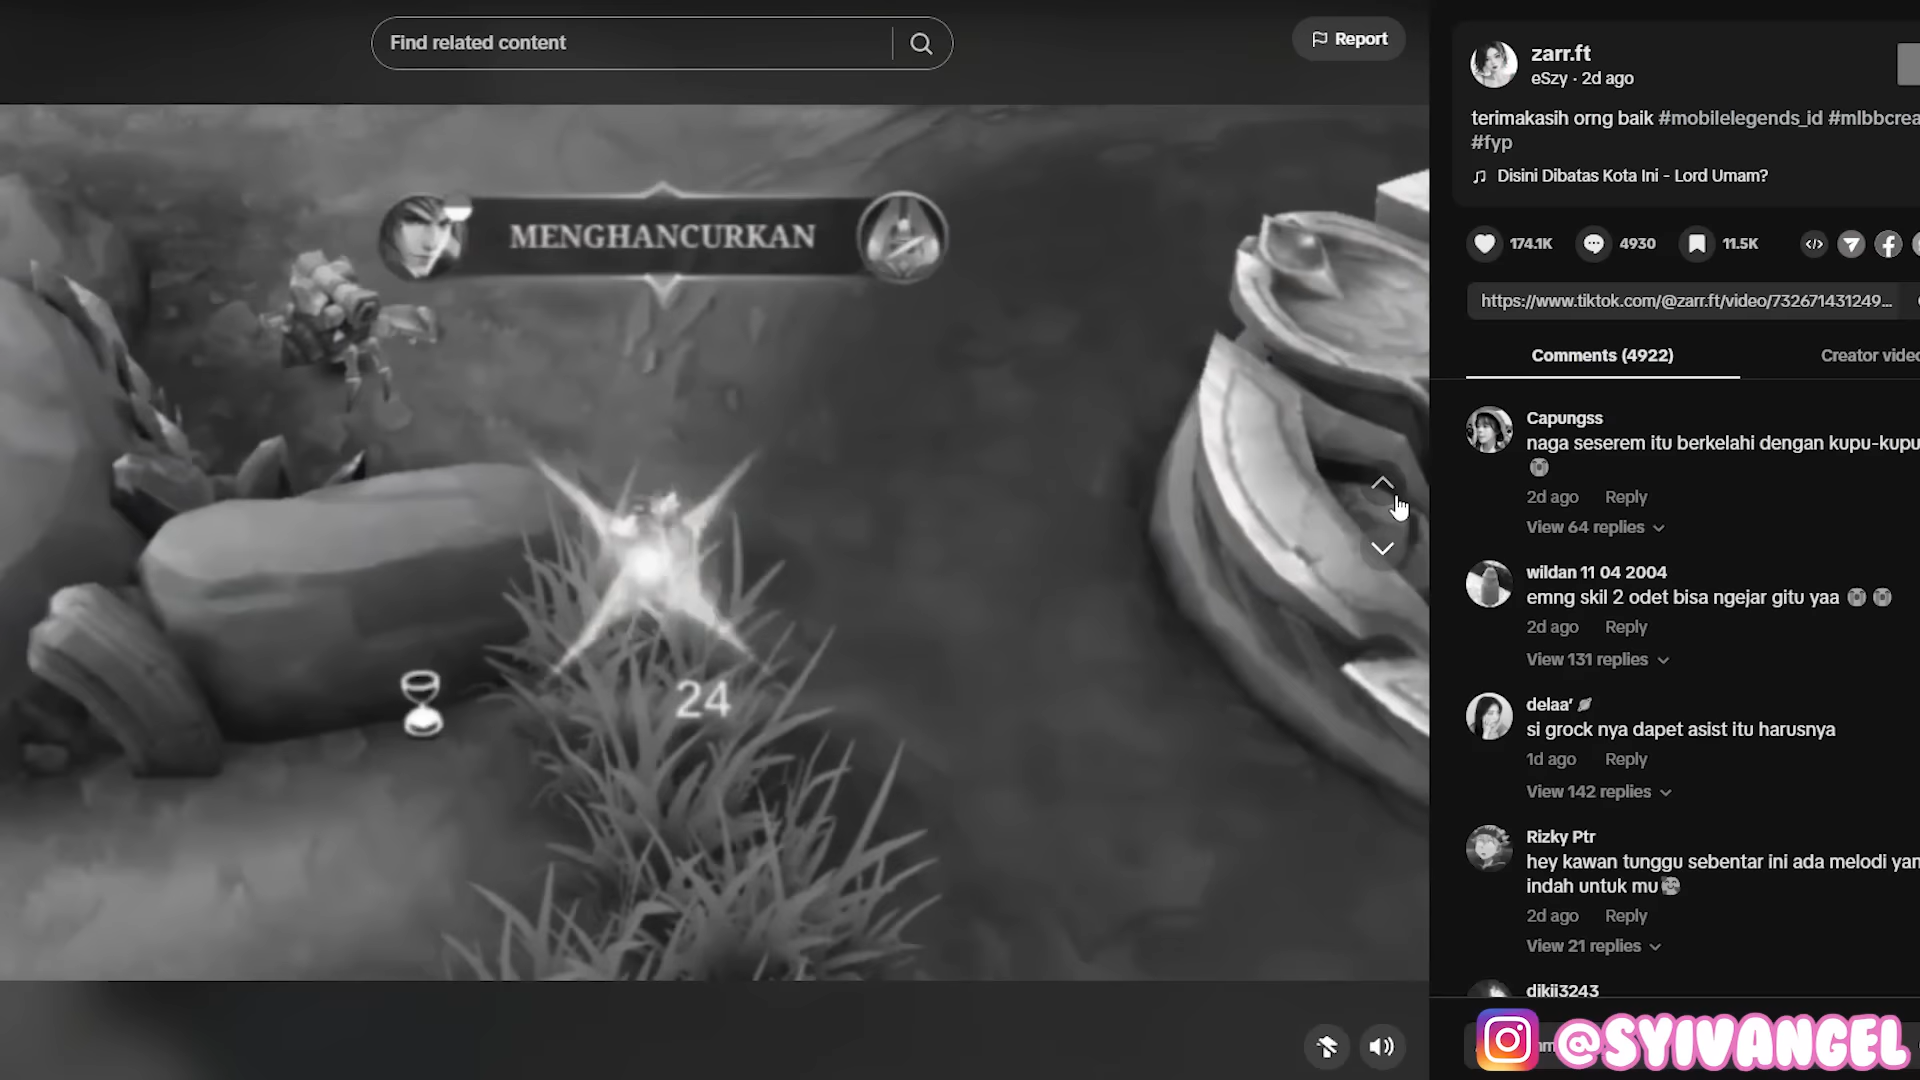 Find related content
Report
MENGHANCURKAN
24
zarr.ft
eSzy · 2d ago
terimakasih orng baik #mobilelegends_id #mlbbcrea
#fyp
Disini Dibatas Kota Ini - Lord Umam?
174.1K
4930
11.5K
https://www.tiktok.com/@zarr.ft/video/732671431249...
Comments (4922)
Creator video
Capungss
naga seserem itu berkelahi dengan kupu-kupu
2d ago Reply
View 64 replies
wildan 11 04 2004
emng skil 2 odet bisa ngejar gitu yaa
2d ago Reply
View 131 replies
delaa'
si grock nya dapet asist itu harusnya
1d ago Reply
View 142 replies
Rizky Ptr
hey kawan tunggu sebentar ini ada melodi yan
indah untuk mu
2d ago Reply
View 21 replies
dikii3243
@SYIVANGEL